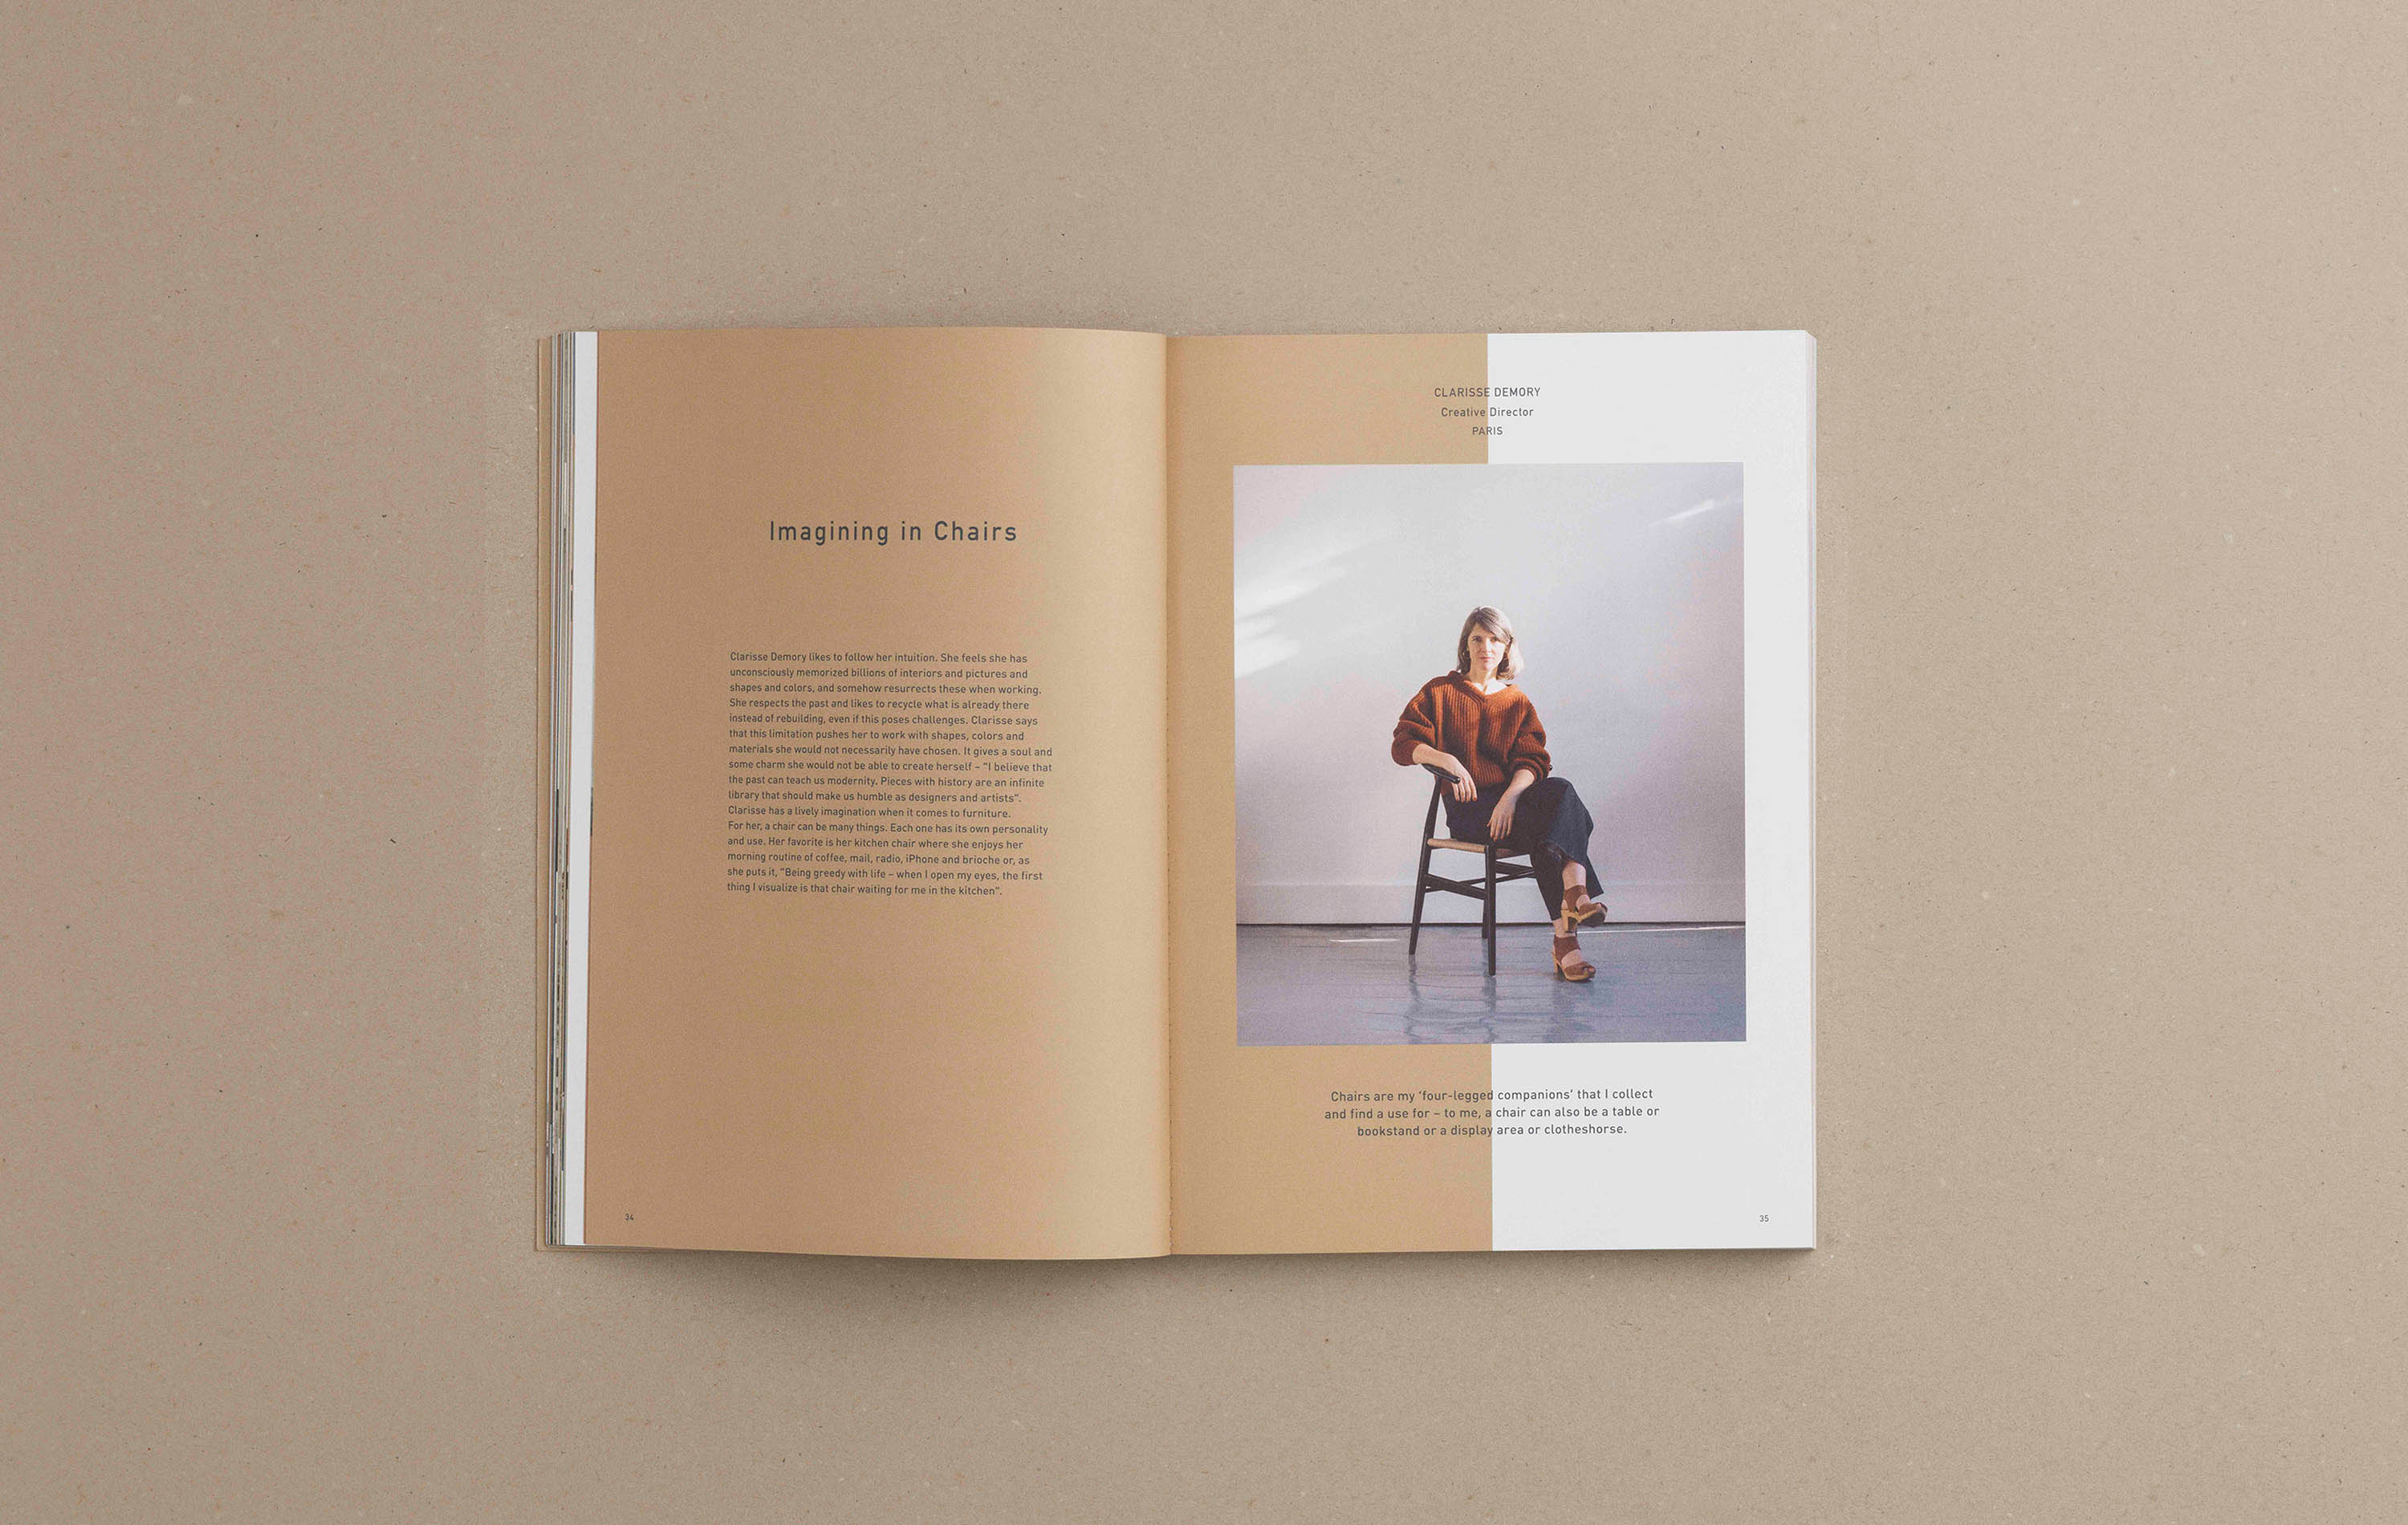 Imagining in Chairs
Clarisse Demory likes to follow her intuition. She feels she has
unconsciously memorized billions of interiors and pictures and
shapes and colors, and somehow resurrects these when working.
She respects the past and likes to recycle what is already there
instead of rebuilding, even if this poses challenges. Clarisse says
that this limitation pushes her to work with shapes, colors and
materials she would not necessarily have chosen. It gives a soul and
some charm she would not be able to create herself – "I believe that
the past can teach us modernity. Pieces with history are an infinite
library that should make us humble as designers and artists".
Clarisse has a lively imagination when it comes to furniture.
For her, a chair can be many things. Each one has its own personality
and use. Her favorite is her kitchen chair where she enjoys her
morning routine of coffee, mail, radio, iPhone and brioche or, as
she puts it, "Being greedy with life – when I open my eyes, the first
thing I visualize is that chair waiting for me in the kitchen".
34
CLARISSE DEMORY
Creative Director
PARIS
Chairs are my 'four-legged companions' that I collect
and find a use for – to me, a chair can also be a table or
bookstand or a display area or clotheshorse.
35